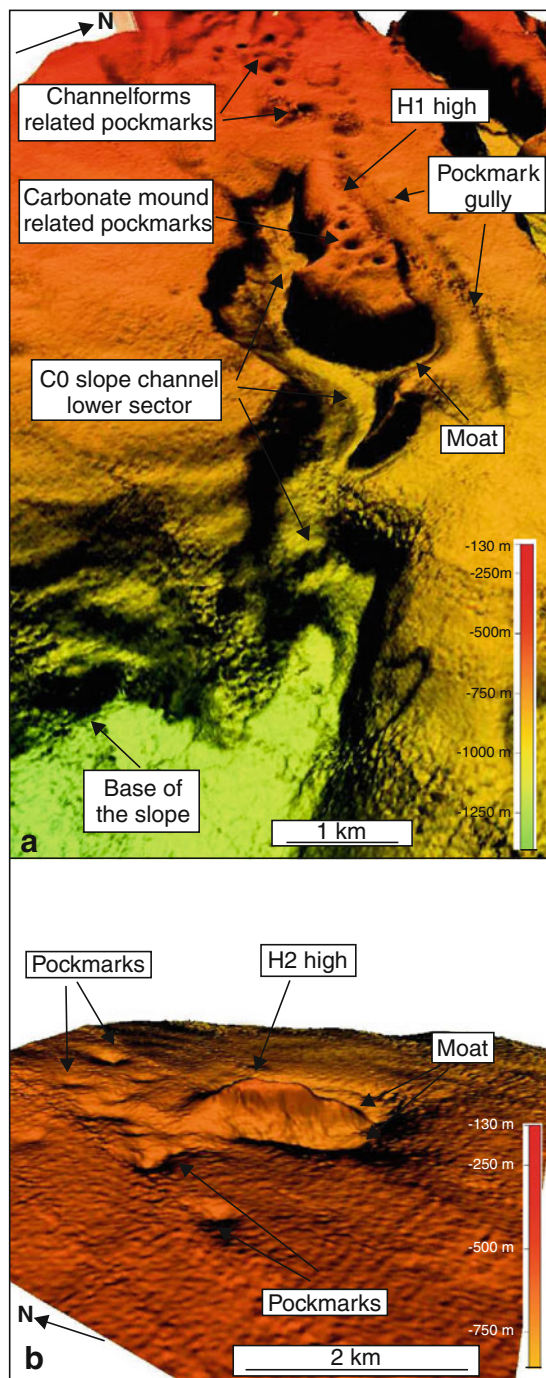 N
Channelforms
related pockmarks
H1 high
Pockmark
gully
Carbonate mound
related pockmarks
C0 slope channel
lower sector
Moat
-130 m
-250m
-500 m
-750 m
-1000 m
-1250 m
Base of
the slope
1 km
a
Pockmarks
H2 high
Moat
-130 m
-250 m
-500 m
-750 m
Pockmarks
N
2 km
b